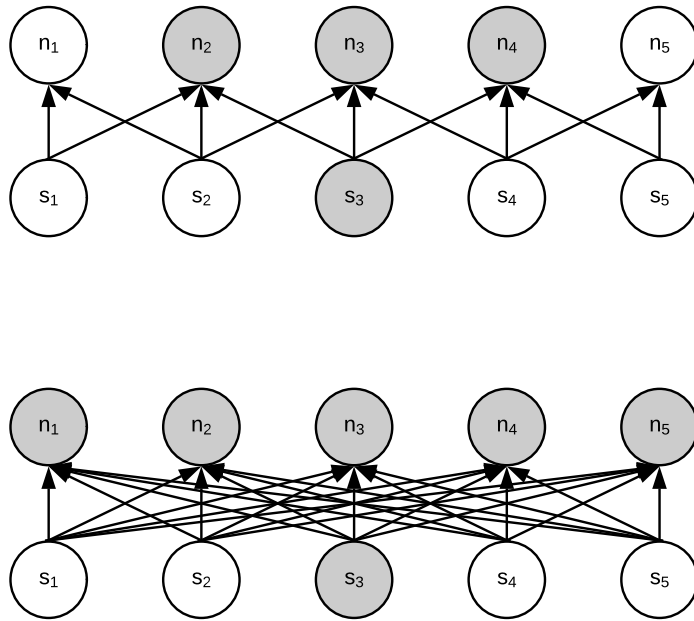 n₁ n₂ n₃ n₄ n₅
s₁ s₂ s₃ s₄ s₅
n₁ n₂ n₃ n₄ n₅
s₁ s₂ s₃ s₄ s₅